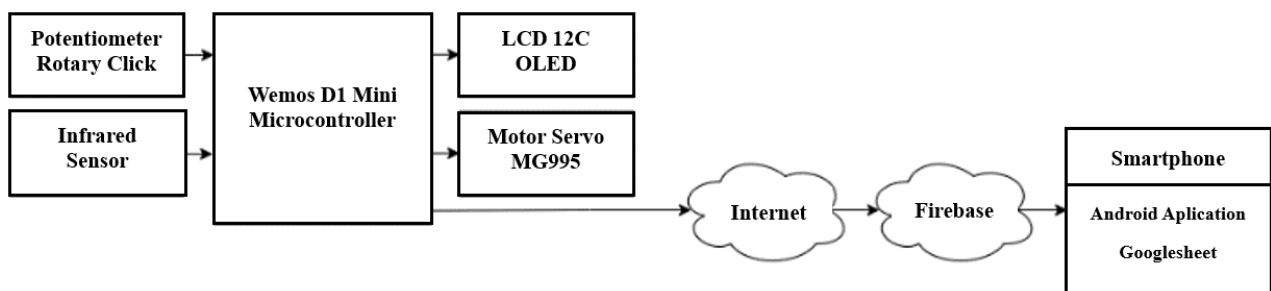 Potentiometer
Rotary Click
Infrared
Sensor
Wemos D1 Mini
Microcontroller
LCD 12C
OLED
Motor Servo
MG995
Internet
Firebase
Smartphone
Android Aplication
Googlesheet